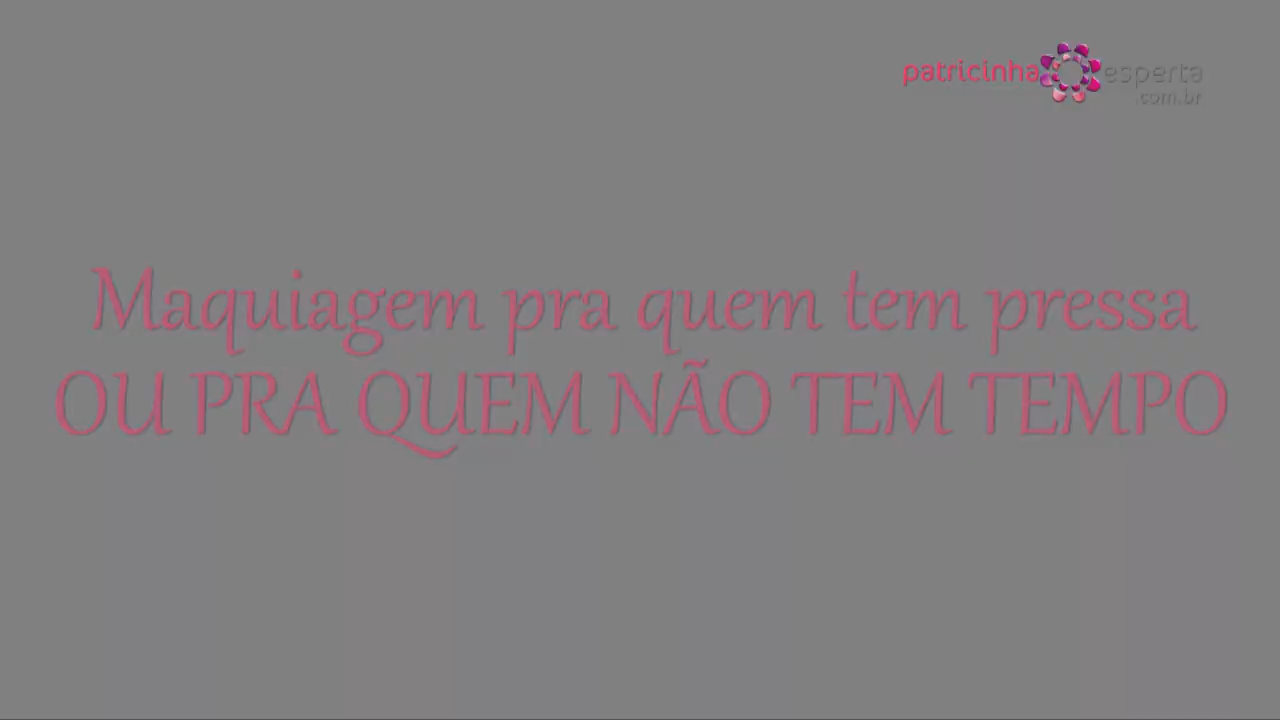 patricinha esperta
.com.br
Maquiagem pra quem tem pressa
OU PRA QUEM NÃO TEM TEMPO